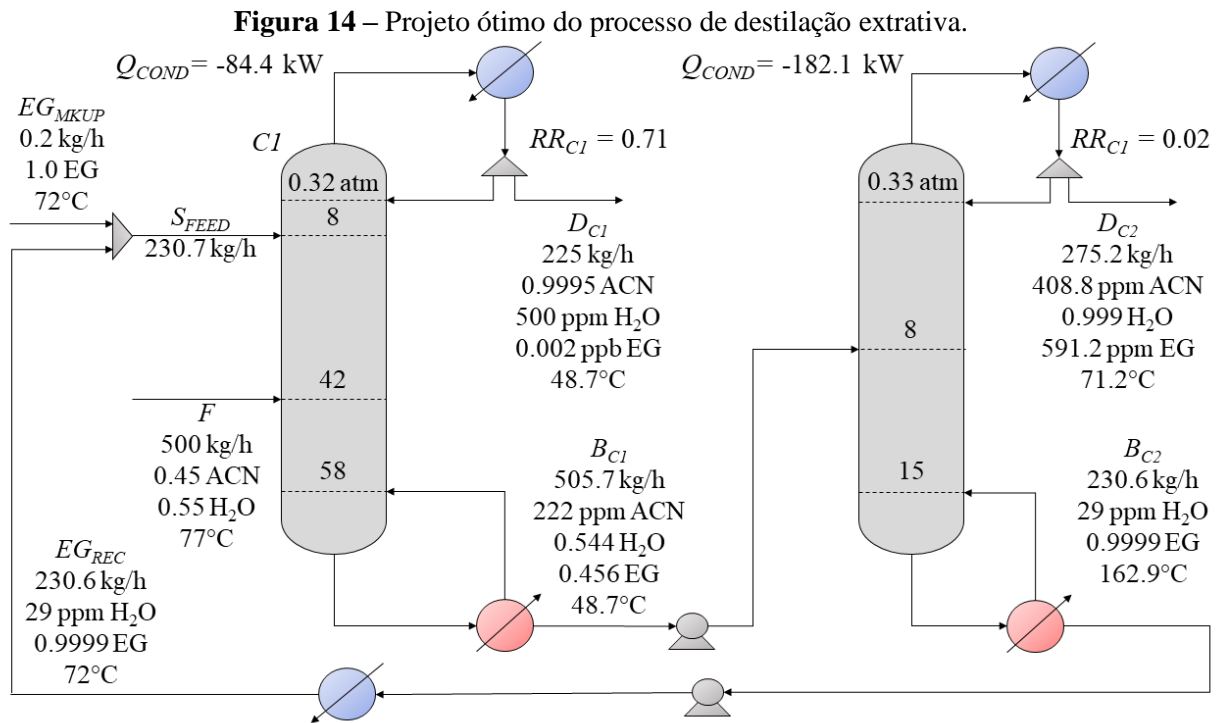 Figura 14 – Projeto ótimo do processo de destilação extrativa.
Q_COND = -84.4 kW
Q_COND = -182.1 kW
EG_MKUP
0.2 kg/h
1.0 EG
72°C
C1
RR_C1 = 0.71
RR_C1 = 0.02
0.32 atm
8
0.33 atm
S_FEED
230.7 kg/h
D_C1
225 kg/h
0.9995 ACN
500 ppm H₂O
0.002 ppb EG
48.7°C
D_C2
275.2 kg/h
408.8 ppm ACN
0.999 H₂O
591.2 ppm EG
71.2°C
8
42
F
500 kg/h
0.45 ACN
0.55 H₂O
77°C
58
15
B_C1
505.7 kg/h
222 ppm ACN
0.544 H₂O
0.456 EG
48.7°C
B_C2
230.6 kg/h
29 ppm H₂O
0.9999 EG
162.9°C
EG_REC
230.6 kg/h
29 ppm H₂O
0.9999 EG
72°C